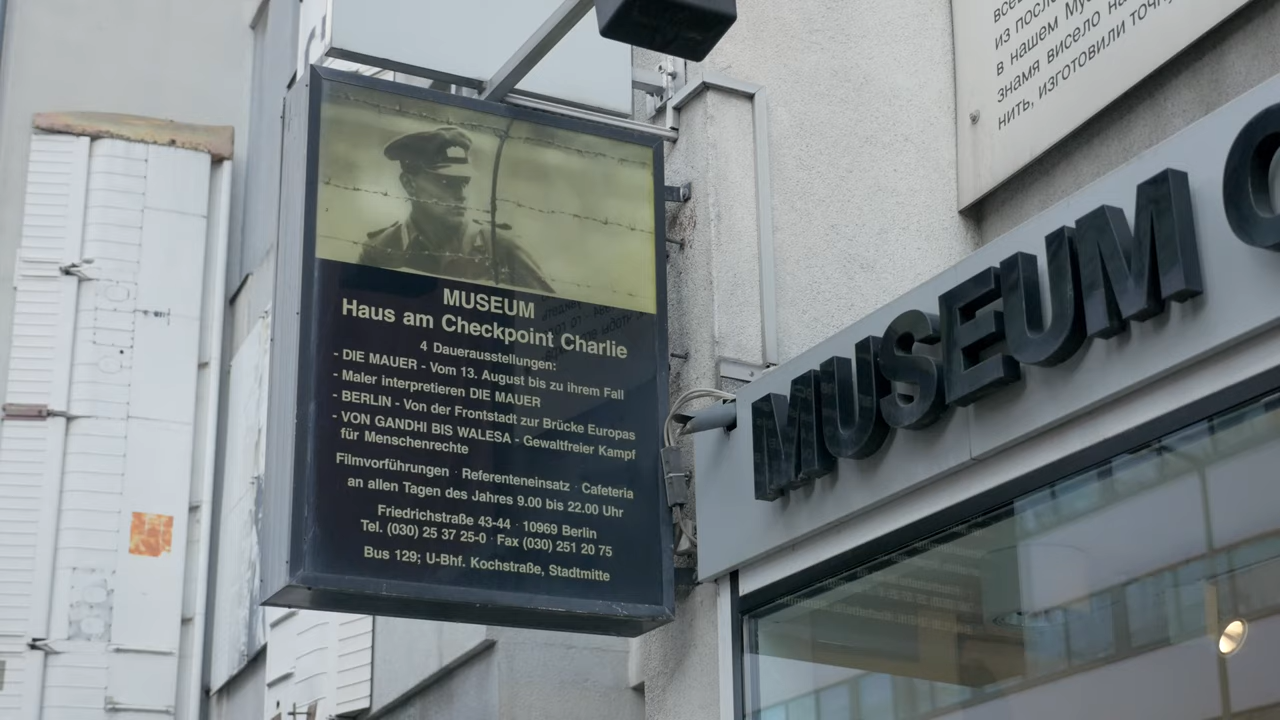 MUSEUM
Haus am Checkpoint Charlie
4 Dauerausstellungen:
- DIE MAUER - Vom 13. August bis zu ihrem Fall
- Maler interpretieren DIE MAUER
- BERLIN - Von der Frontstadt zur Brücke Europas
- VON GANDHI BIS WALESA - Gewaltfreier Kampf
für Menschenrechte
Filmvorführungen · Referenteneinsatz · Cafeteria
an allen Tagen des Jahres 9.00 bis 22.00 Uhr
Friedrichstraße 43-44 · 10969 Berlin
Tel. (030) 25 37 25-0 · Fax (030) 251 20 75
Bus 129; U-Bhf. Kochstraße, Stadtmitte
MUSEUM
из
в нашем
знамя висело
нить, изготовили